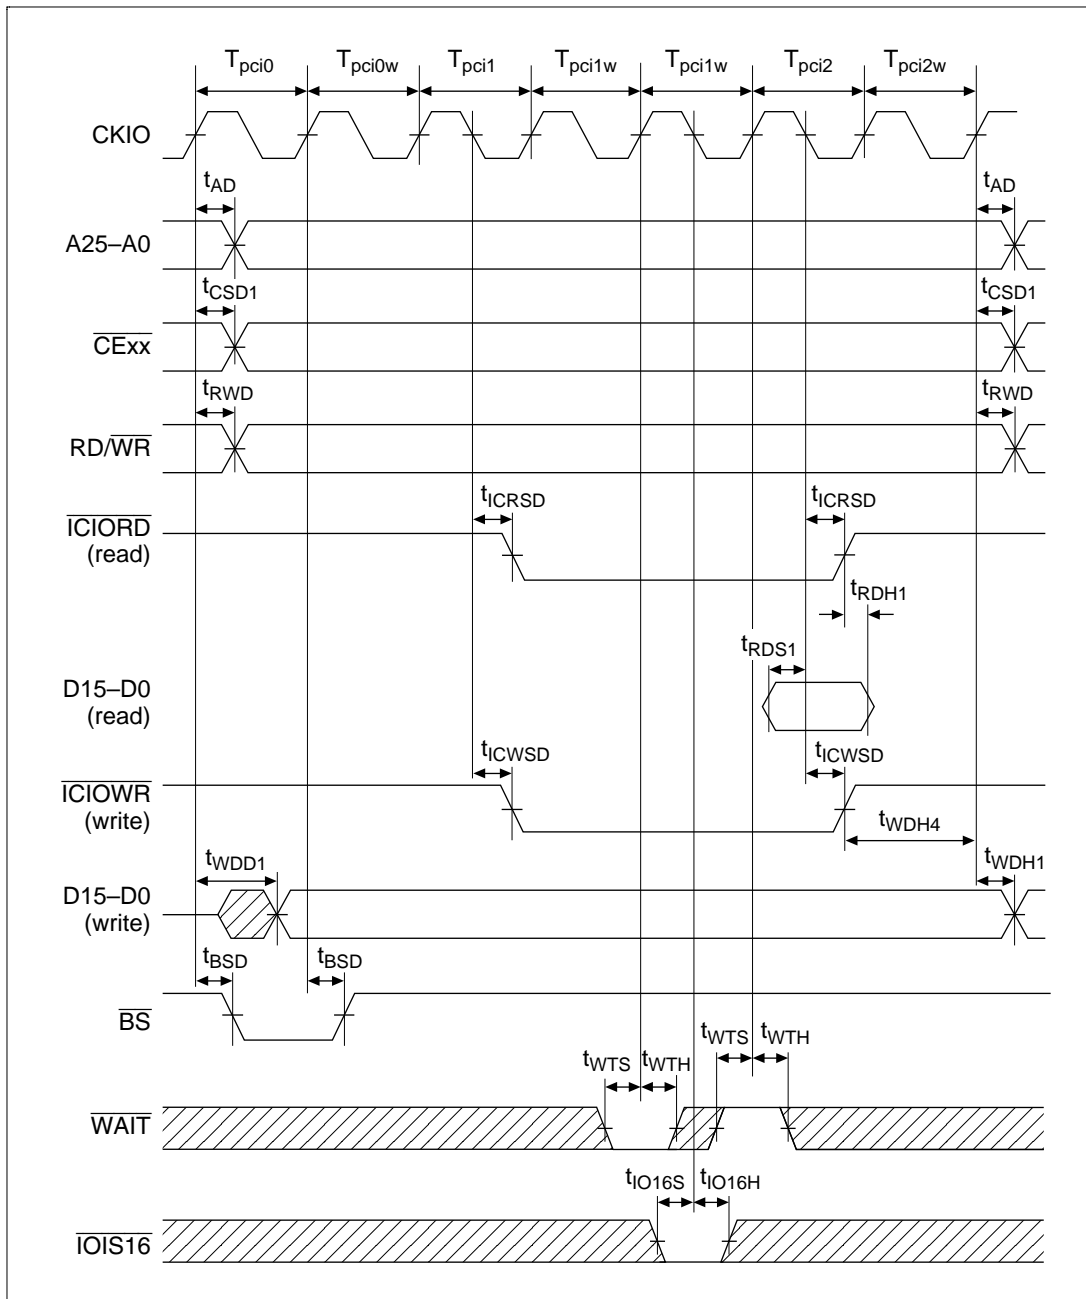 Tpci0 Tpci0w Tpci1 Tpci1w Tpci1w Tpci2 Tpci2w
CKIO
tAD tAD
A25–A0
tCSD1 tCSD1
CExx
tRWD tRWD
RD/WR
tICRSD tICRSD
ICIORD
(read)
tRDH1
tRDS1
D15–D0
(read)
tICWSD tICWSD
ICIOWR
(write)
tWDH4
tWDD1 tWDH1
D15–D0
(write)
tBSD tBSD
BS
tWTS tWTH tWTS tWTH
WAIT
tIO16S tIO16H
IOIS16